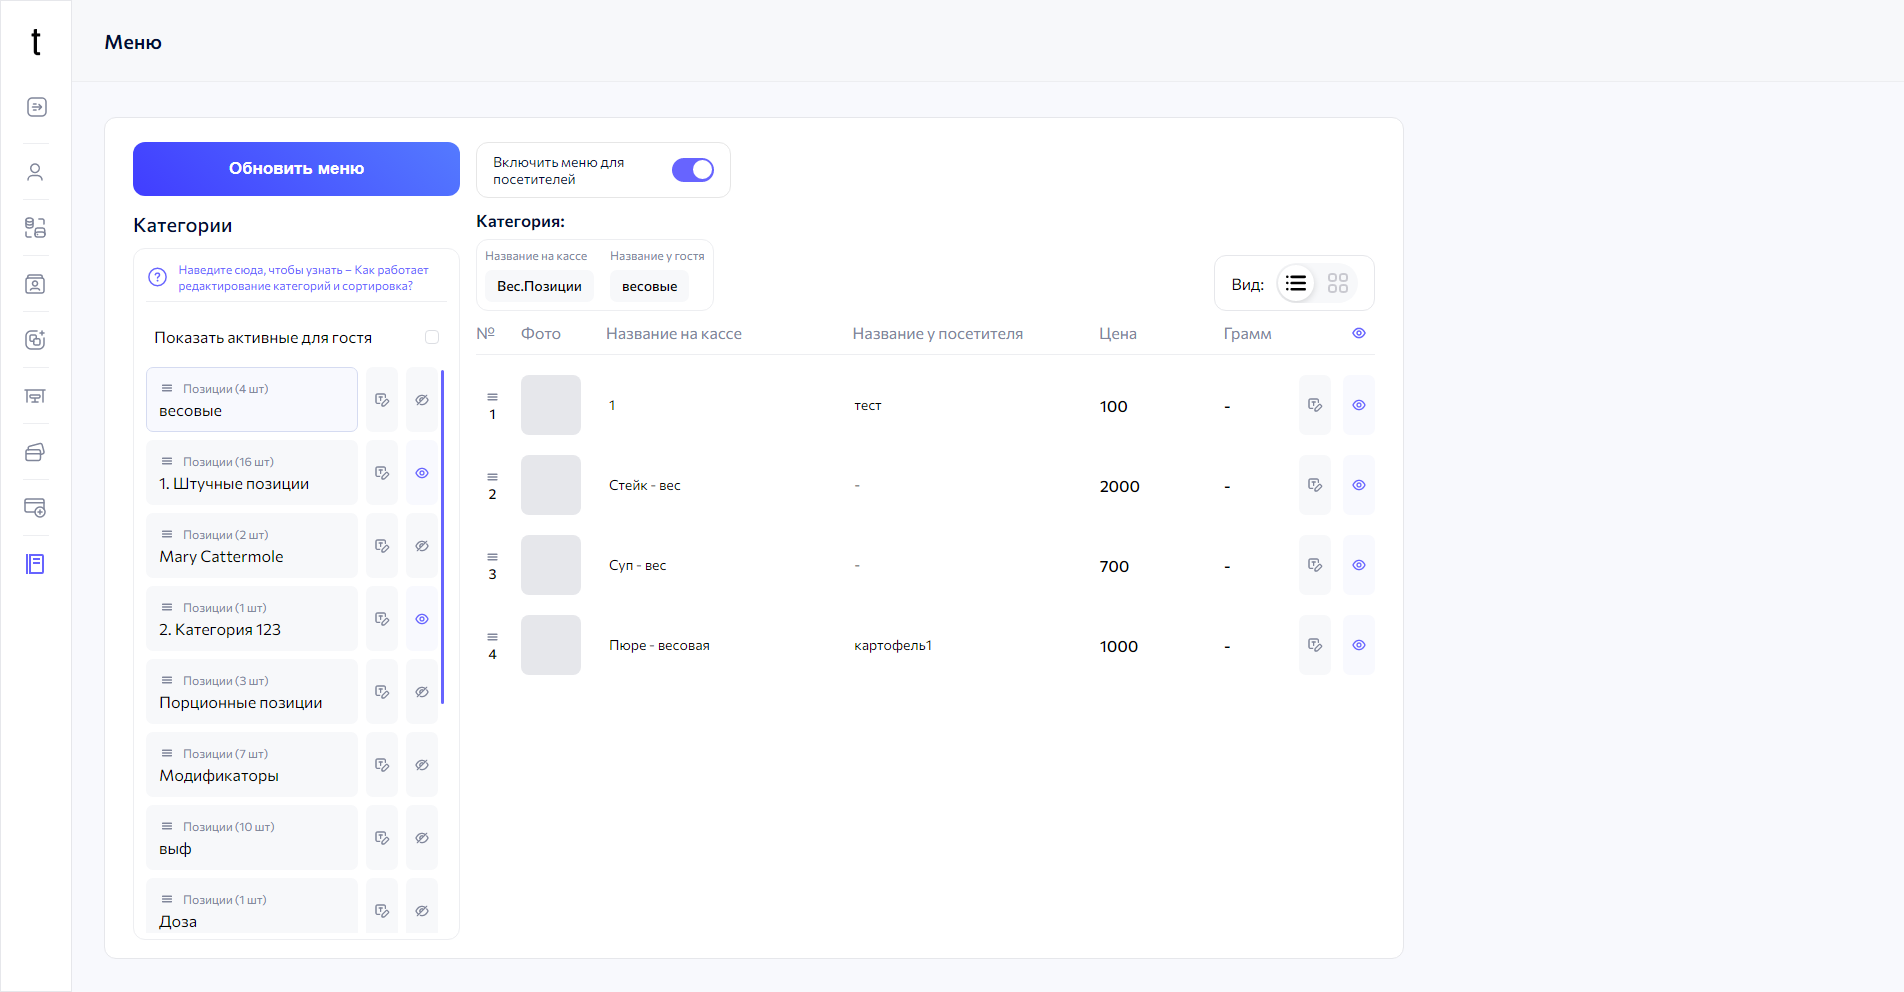 t
Меню
Обновить меню
Включить меню для
посетителей
Категории
Категория:
Наведите сюда, чтобы узнать – Как работает
редактирование категорий и сортировка?
Название на кассе Название у гостя
Вес.Позиции весовые
Вид:
Показать активные для гостя
№ Фото Название на кассе Название у посетителя Цена Грамм
Позиции (4 шт)
весовые
Позиции (16 шт)
1. Штучные позиции
Позиции (2 шт)
Mary Cattermole
Позиции (1 шт)
2. Категория 123
Позиции (3 шт)
Порционные позиции
Позиции (7 шт)
Модификаторы
Позиции (10 шт)
выф
Позиции (1 шт)
Доза
1 1 тест 100 -
2 Стейк - вес - 2000 -
3 Суп - вес - 700 -
4 Пюре - весовая картофель1 1000 -